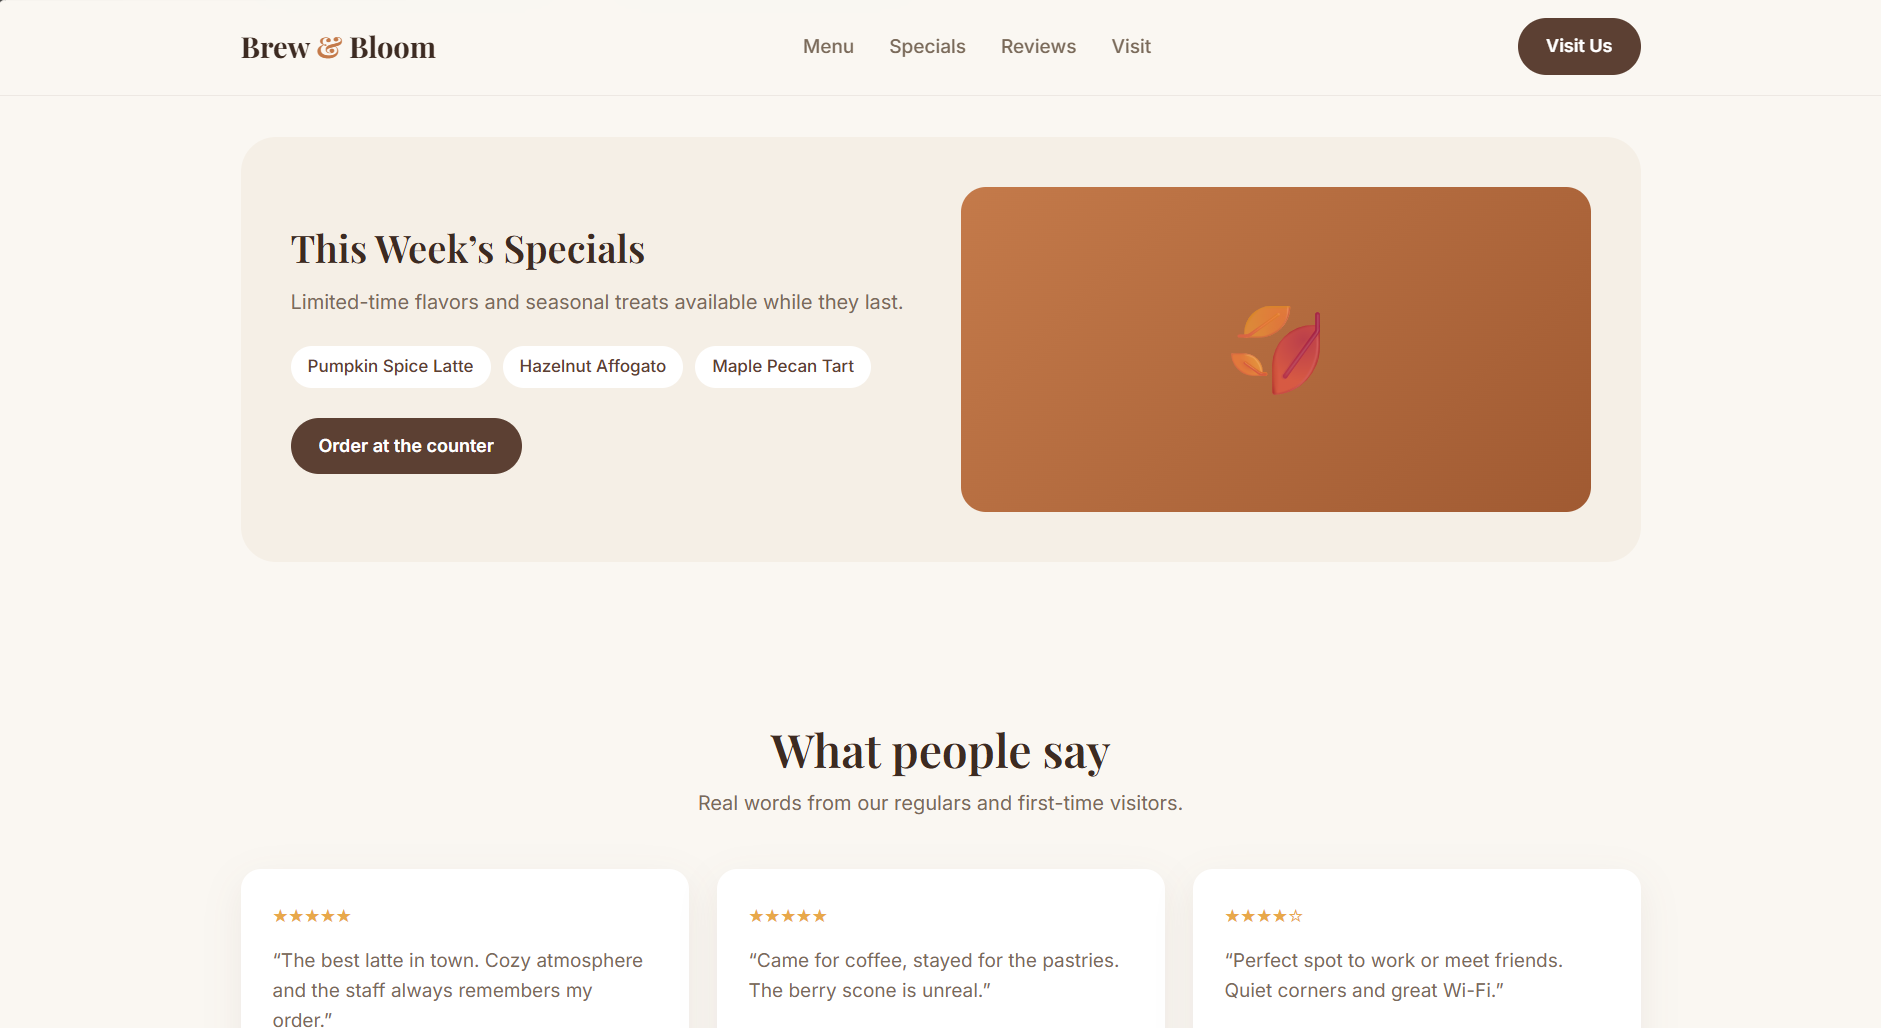 Brew & Bloom
Menu
Specials
Reviews
Visit
Visit Us
This Week’s Specials
Limited-time flavors and seasonal treats available while they last.
Pumpkin Spice Latte
Hazelnut Affogato
Maple Pecan Tart
Order at the counter
What people say
Real words from our regulars and first-time visitors.
★★★★★
“The best latte in town. Cozy atmosphere
and the staff always remembers my
order.”
★★★★★
“Came for coffee, stayed for the pastries.
The berry scone is unreal.”
★★★★☆
“Perfect spot to work or meet friends.
Quiet corners and great Wi-Fi.”